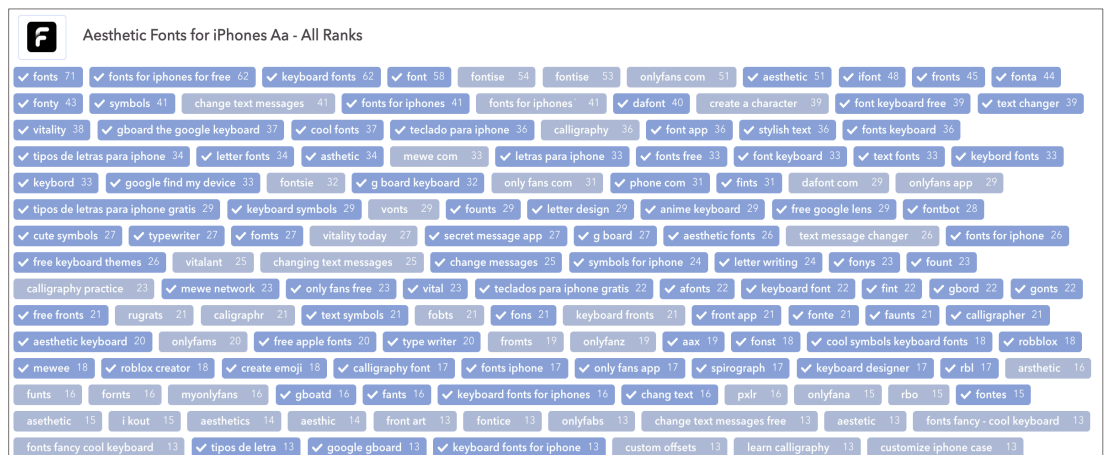 F
Aesthetic Fonts for iPhones Aa - All Ranks
fonts 71 fonts for iphones for free 62 keyboard fonts 62 font 58 fontise 54 fontise 53 onlyfans com 51 aesthetic 51 ifont 48 fronts 45 fonta 44
fonty 43 symbols 41 change text messages 41 fonts for iphones 41 fonts for iphones` 41 dafont 40 create a character 39 font keyboard free 39 text changer 39
vitality 38 gboard the google keyboard 37 cool fonts 37 teclado para iphone 36 calligraphy 36 font app 36 stylish text 36 fonts keyboard 36
tipos de letras para iphone 34 letter fonts 34 asthetic 34 mewe com 33 letras para iphone 33 fonts free 33 font keyboard 33 text fonts 33 keybord fonts 33
keybord 33 google find my device 33 fontsie 32 g board keyboard 32 only fans com 31 phone com 31 fints 31 dafont com 29 onlyfans app 29
tipos de letras para iphone gratis 29 keyboard symbols 29 vonts 29 founts 29 letter design 29 anime keyboard 29 free google lens 29 fontbot 28
cute symbols 27 typewriter 27 fomts 27 vitality today 27 secret message app 27 g board 27 aesthetic fonts 26 text message changer 26 fonts for iphone 26
free keyboard themes 26 vitalant 25 changing text messages 25 change messages 25 symbols for iphone 24 letter writing 24 fonys 23 fount 23
calligraphy practice 23 mewe network 23 only fans free 23 vital 23 teclados para iphone gratis 22 afonts 22 keyboard font 22 fint 22 gbord 22 gonts 22
free fronts 21 rugrats 21 caligraphr 21 text symbols 21 fobts 21 fons 21 keyboard fronts 21 front app 21 fonte 21 faunts 21 calligrapher 21
aesthetic keyboard 20 onlyfams 20 free apple fonts 20 type writer 20 fromts 19 onlyfanz 19 aax 19 fonst 18 cool symbols keyboard fonts 18 robblox 18
mewee 18 roblox creator 18 create emoji 18 calligraphy font 17 fonts iphone 17 only fans app 17 spirograph 17 keyboard designer 17 rbl 17 arsthetic 16
funts 16 fornts 16 myonlyfans 16 gboatd 16 fants 16 keyboard fonts for iphones 16 chang text 16 pxlr 16 onlyfana 15 rbo 15 fontes 15
asethetic 15 i kout 15 aesthetics 14 aesthic 14 front art 13 fontice 13 onlyfabs 13 change text messages free 13 aestetic 13 fonts fancy - cool keyboard 13
fonts fancy cool keyboard 13 tipos de letra 13 google gboard 13 keyboard fonts for iphone 13 custom offsets 13 learn calligraphy 13 customize iphone case 13